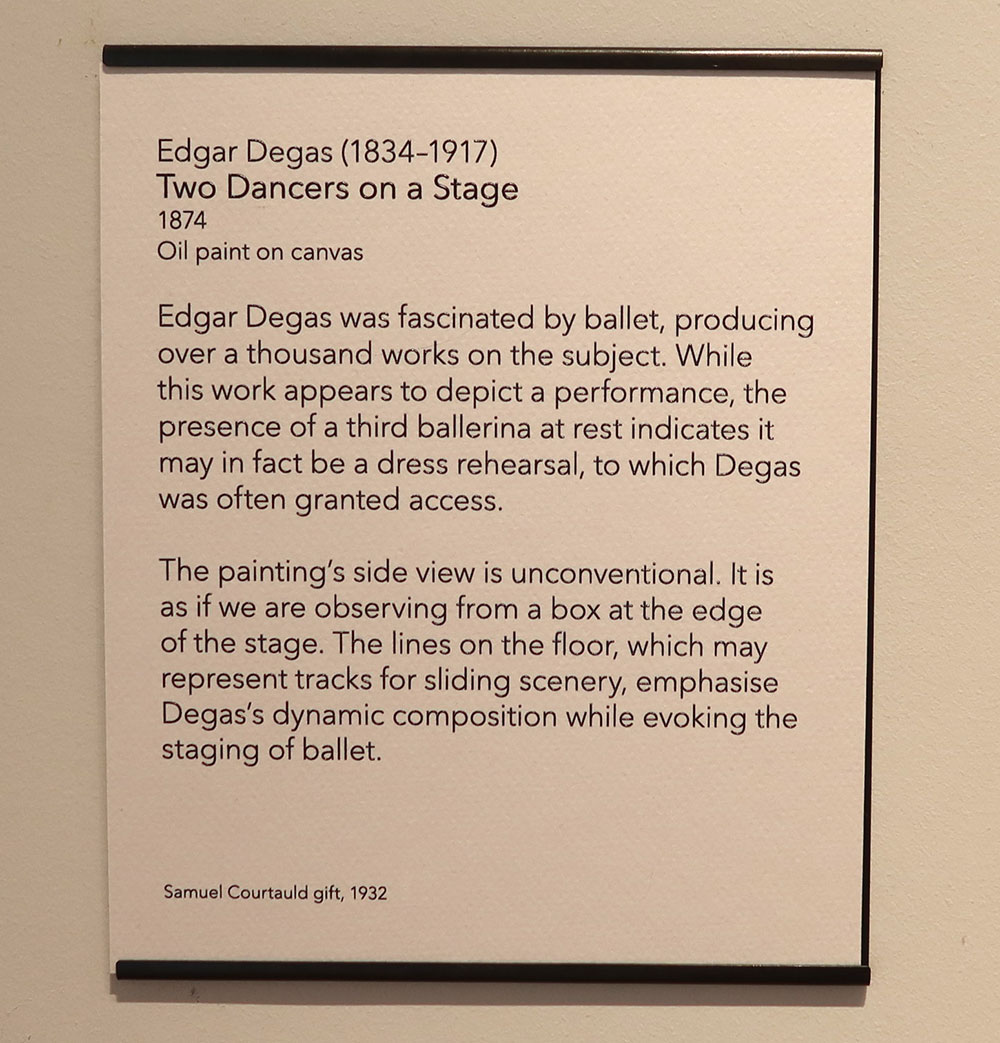 Edgar Degas (1834–1917)
Two Dancers on a Stage
1874
Oil paint on canvas
Edgar Degas was fascinated by ballet, producing
over a thousand works on the subject. While
this work appears to depict a performance, the
presence of a third ballerina at rest indicates it
may in fact be a dress rehearsal, to which Degas
was often granted access.
The painting’s side view is unconventional. It is
as if we are observing from a box at the edge
of the stage. The lines on the floor, which may
represent tracks for sliding scenery, emphasise
Degas’s dynamic composition while evoking the
staging of ballet.
Samuel Courtauld gift, 1932